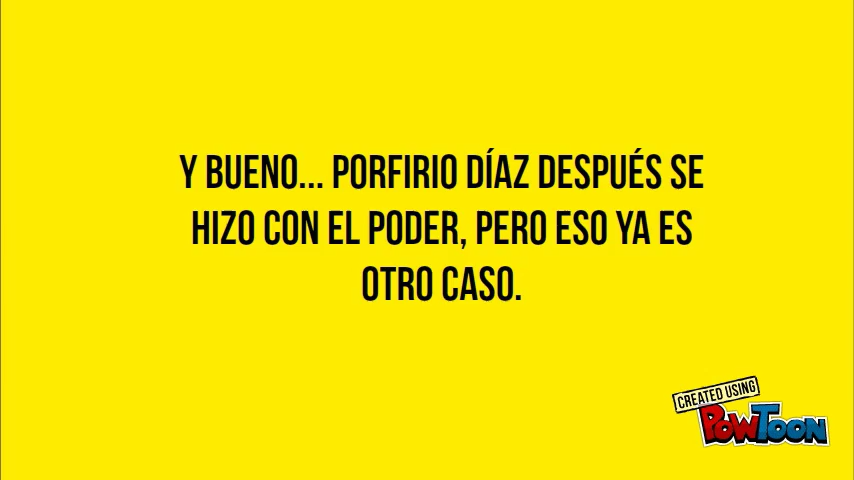 Y BUENO... PORFIRIO DÍAZ DESPUÉS SE
HIZO CON EL PODER, PERO ESO YA ES
OTRO CASO.
CREATED USING
POWTOON